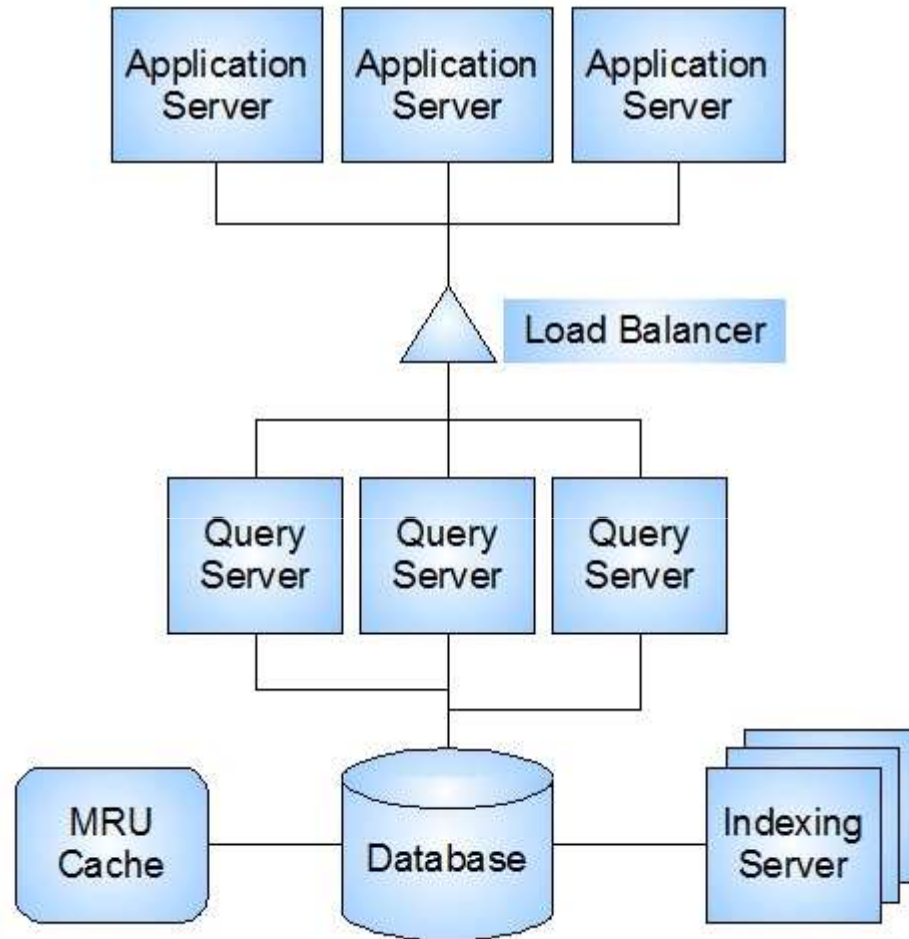 Application
Server
Application
Server
Application
Server
Load Balancer
Query
Server
Query
Server
Query
Server
MRU
Cache
Database
Indexing
Server